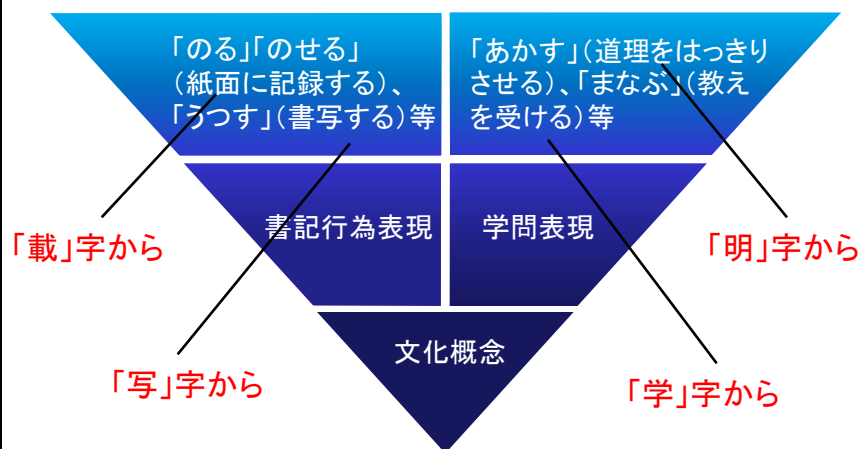 「のる」「のせる」
（紙面に記録する）、
「うつす」（書写する）等
「あかす」（道理をはっきり
させる）、「まなぶ」（教え
を受ける）等
書記行為表現
学問表現
「載」字から
「明」字から
文化概念
「写」字から
「学」字から